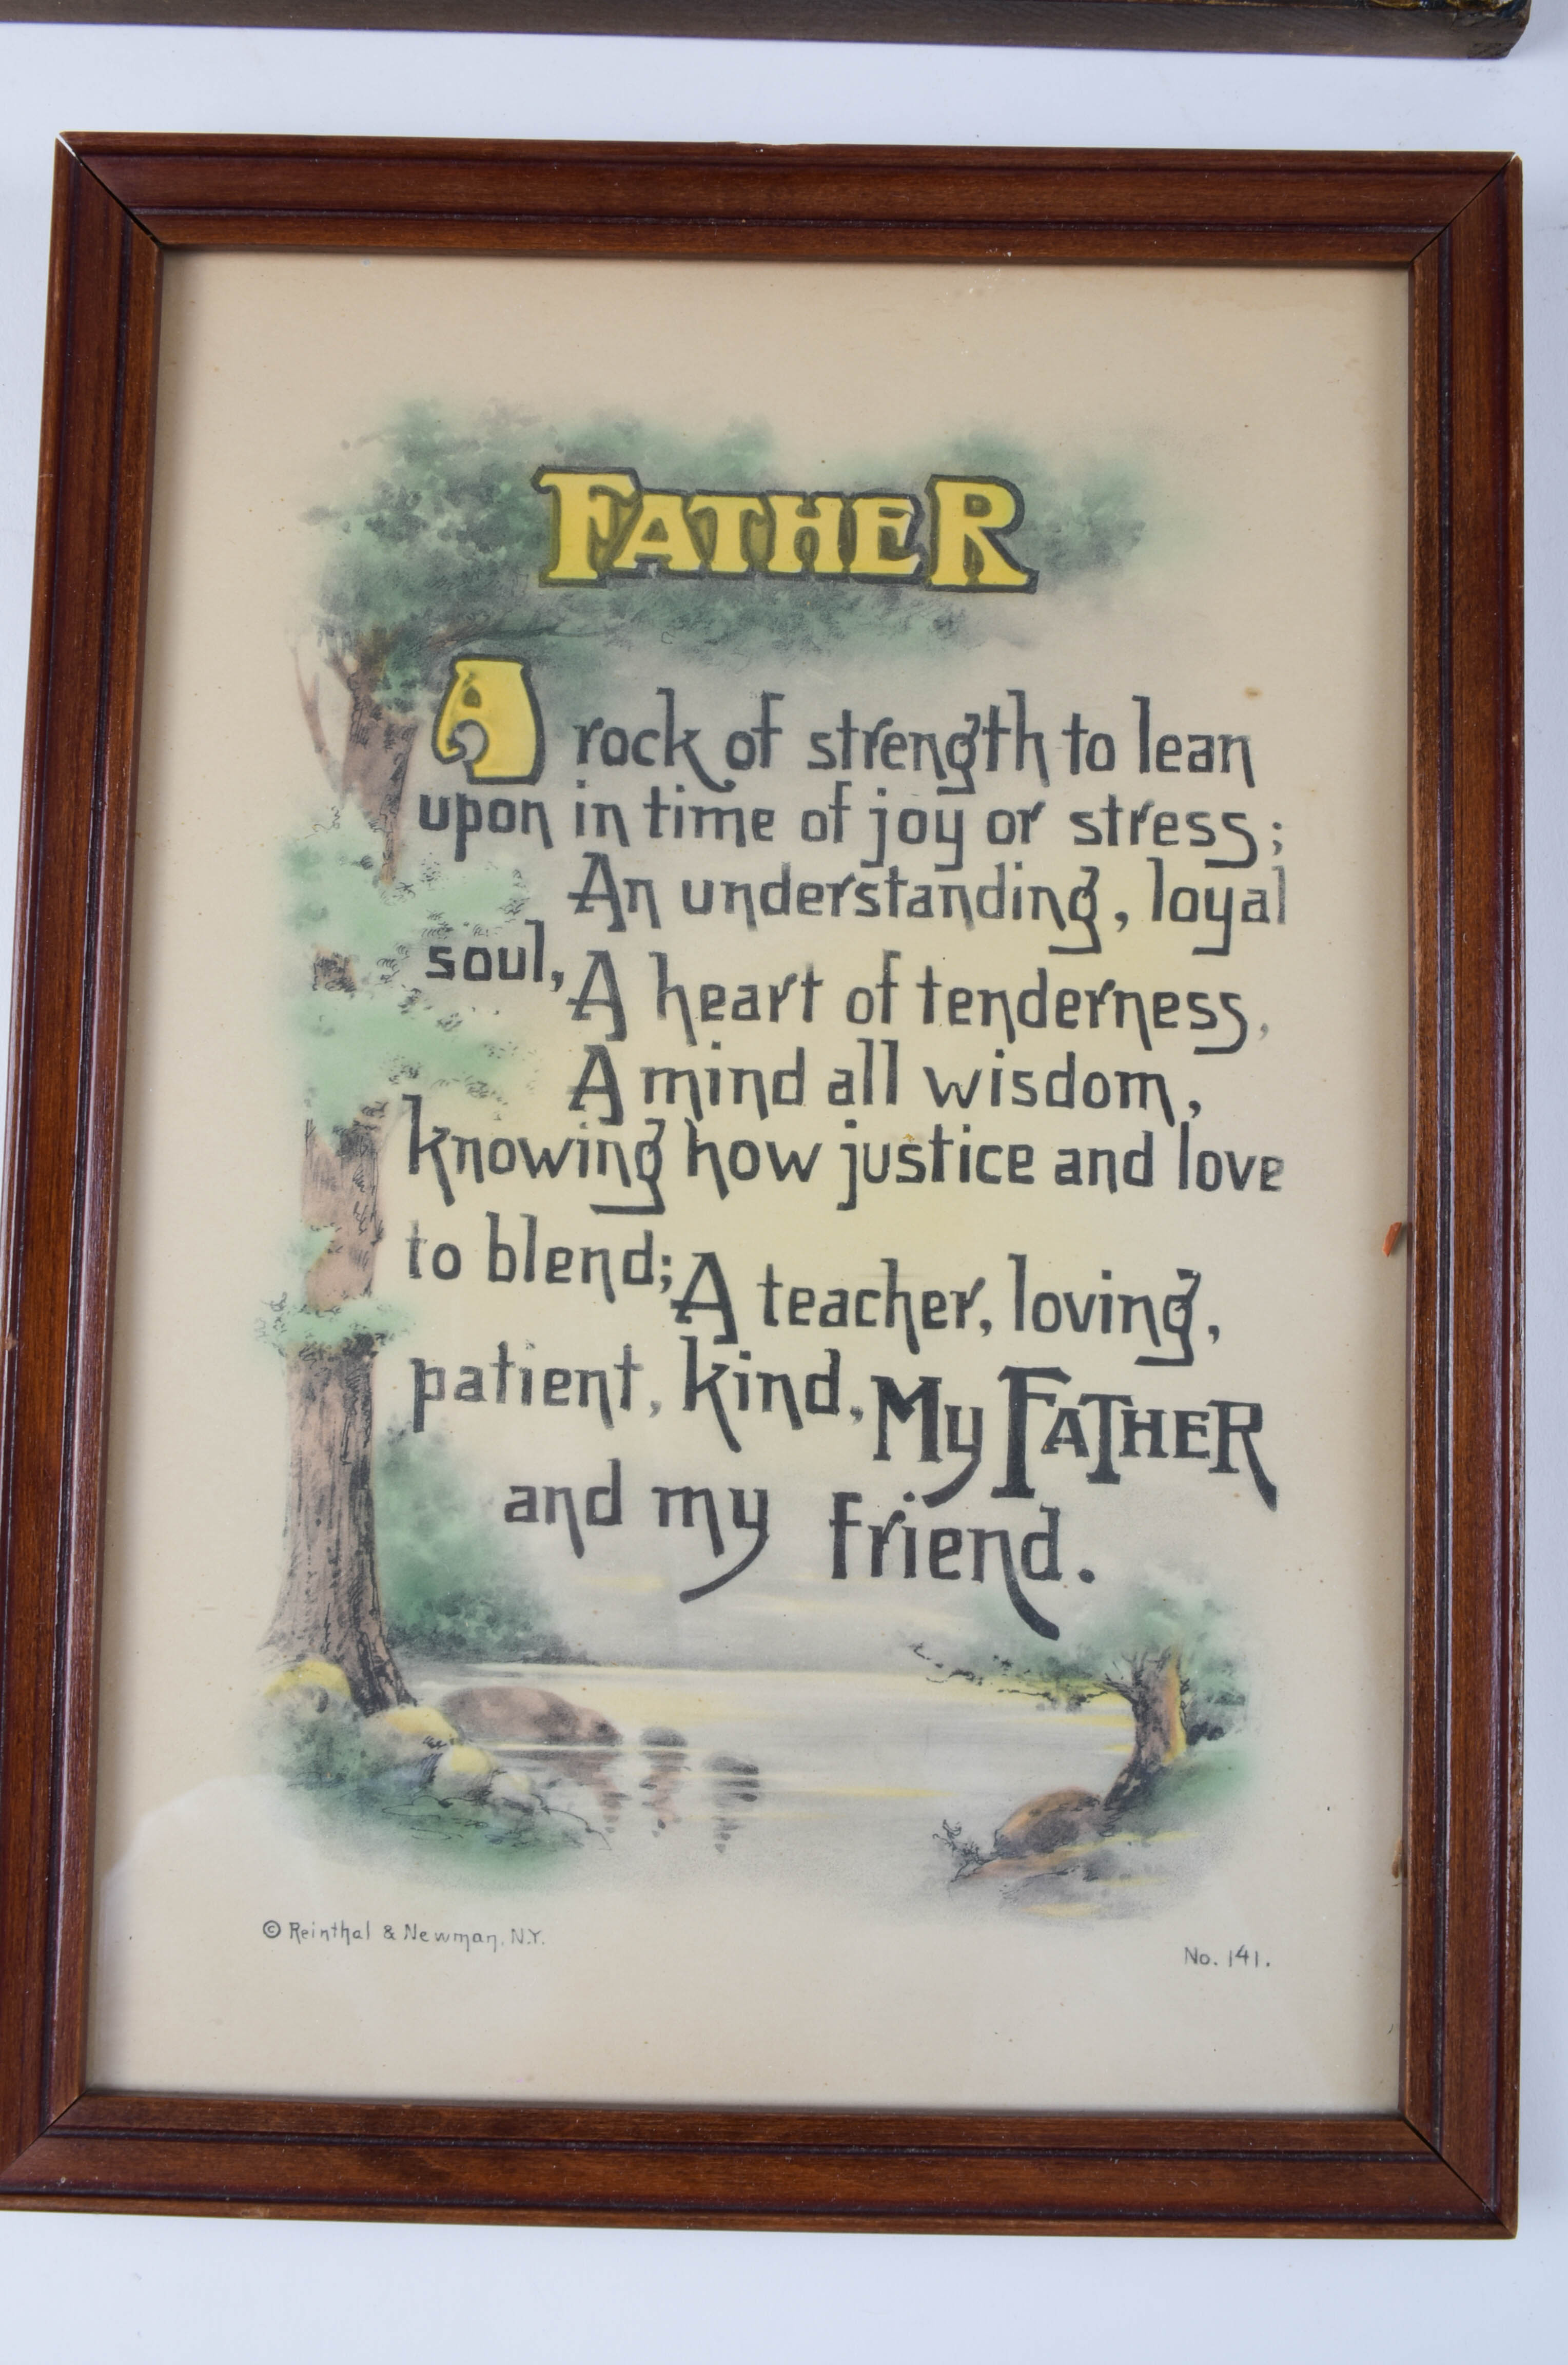 FATHER
A rock of strength to lean
upon in time of joy or stress;
An understanding, loyal
soul, A heart of tenderness,
A mind all wisdom,
knowing how justice and love
to blend; A teacher, loving,
patient, kind, My FATHER
and my friend.
© Reinthal & Newman, N.Y.
No. 141.